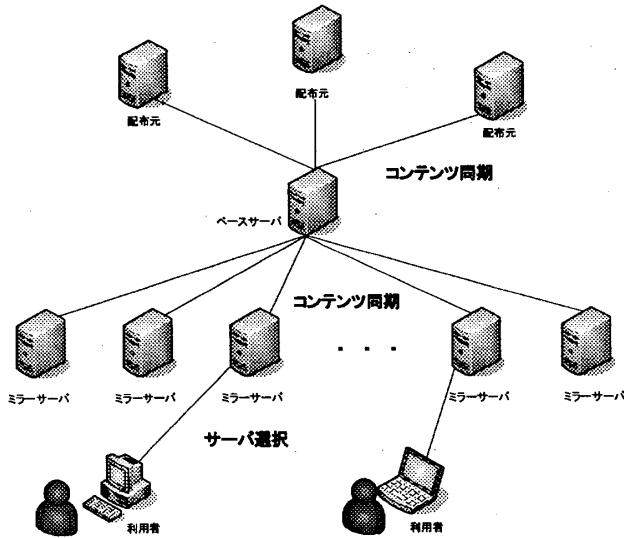 配布元
配布元
配布元
コンテンツ同期
ベースサーバ
コンテンツ同期
・・・
ミラーサーバ
ミラーサーバ
ミラーサーバ
ミラーサーバ
ミラーサーバ
サーバ選択
利用者
利用者